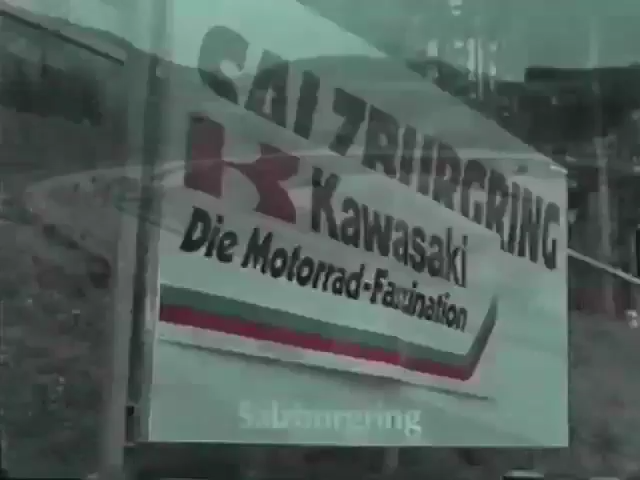 SALZBURGRING
Kawasaki
Die Motorrad-Faszination
Salzburgring